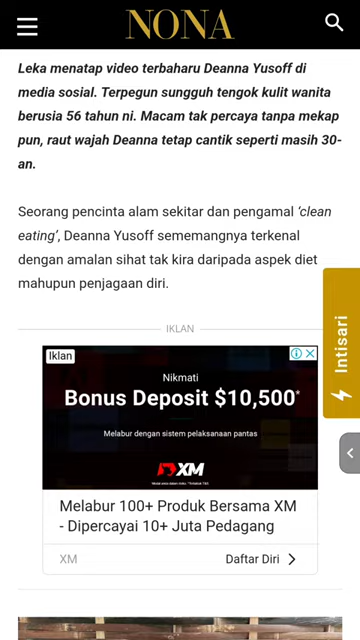 NONA
Leka menatap video terbaharu Deanna Yusoff di
media sosial. Terpegun sungguh tengok kulit wanita
berusia 56 tahun ni. Macam tak percaya tanpa mekap
pun, raut wajah Deanna tetap cantik seperti masih 30-
an.
Seorang pencinta alam sekitar dan pengamal ‘clean
eating’, Deanna Yusoff sememangnya terkenal
dengan amalan sihat tak kira daripada aspek diet
mahupun penjagaan diri.
Intisari
IKLAN
Iklan
Nikmati
Bonus Deposit $10,500*
Melabur dengan sistem pelaksanaan pantas
XM
Melabur 100+ Produk Bersama XM
- Dipercayai 10+ Juta Pedagang
XM
Daftar Diri